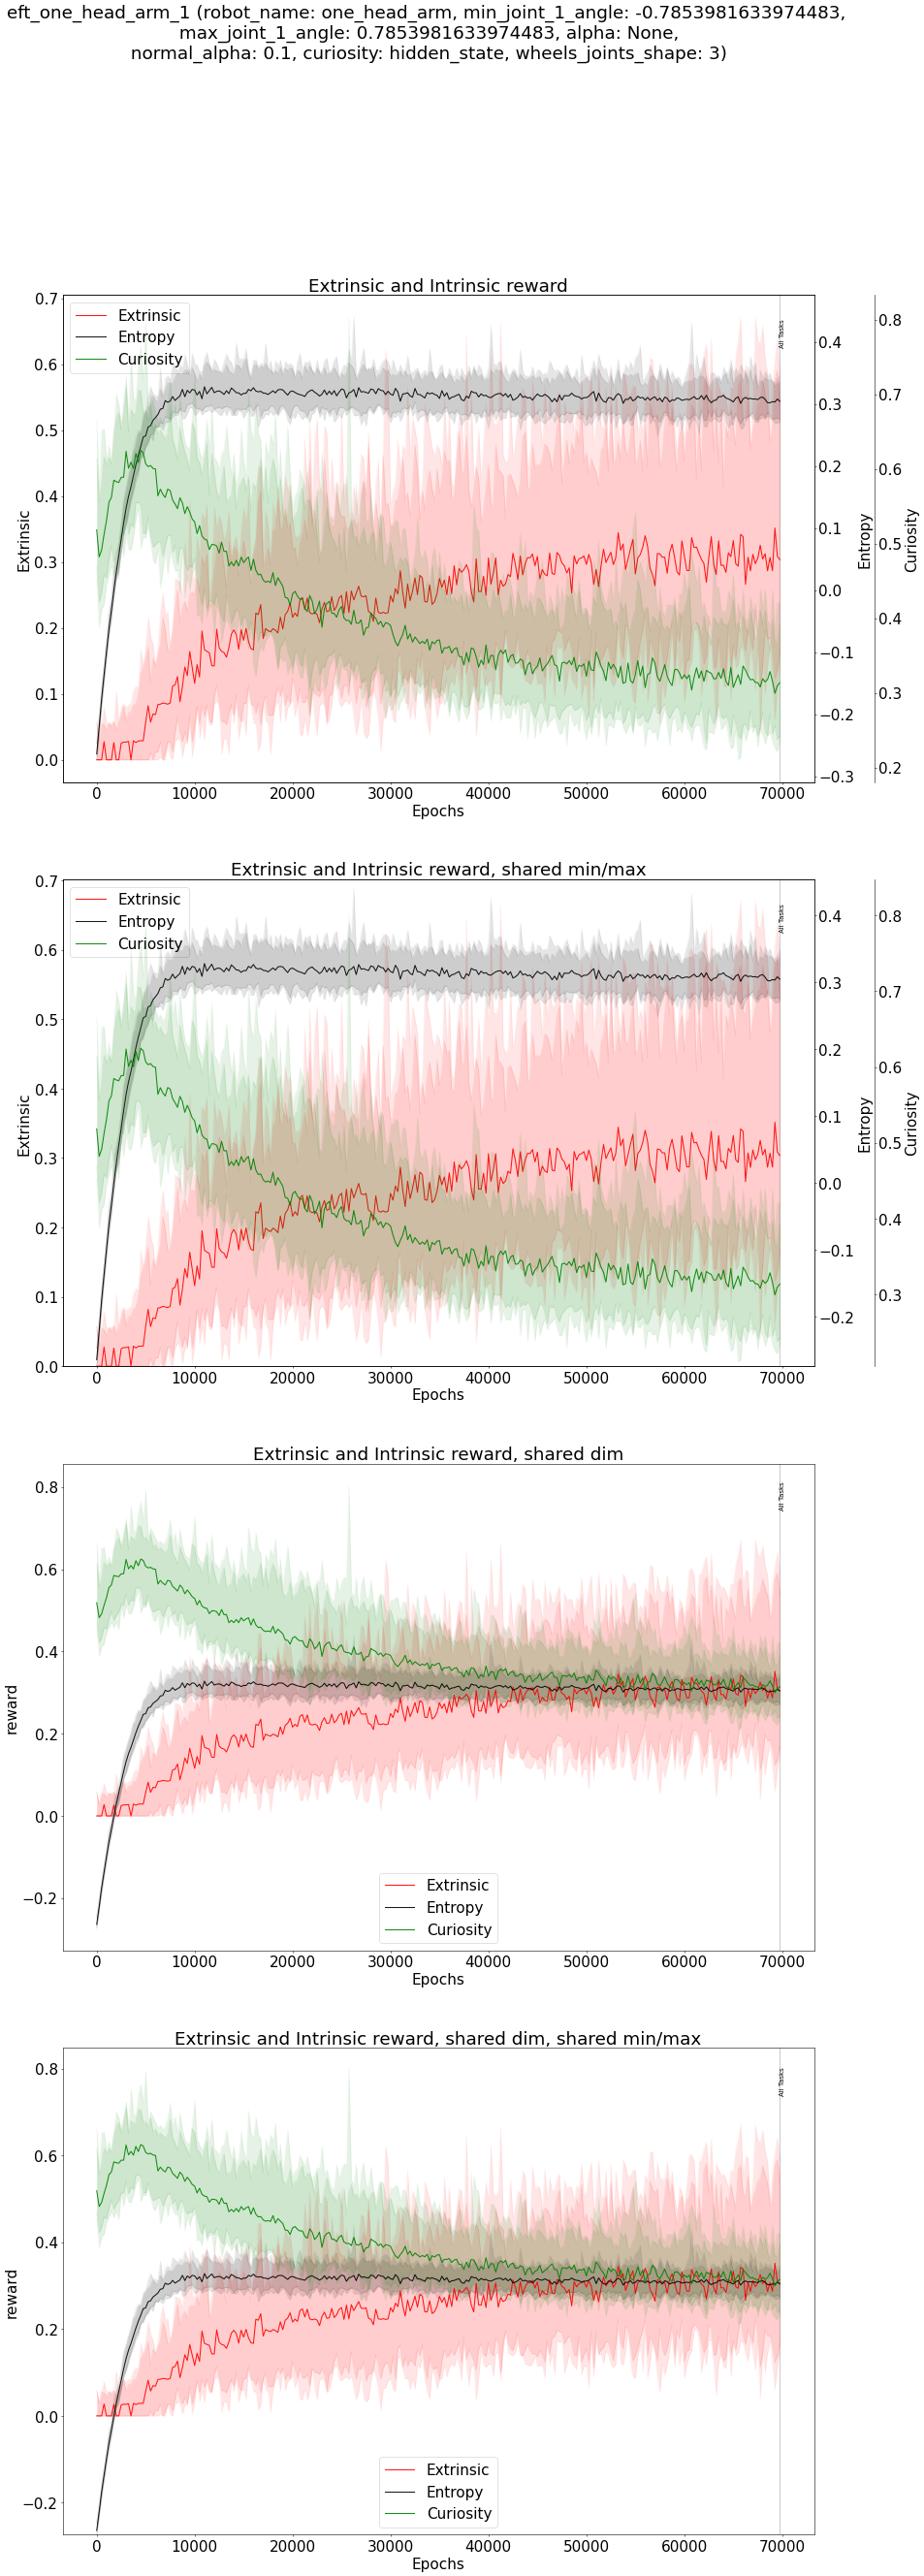 eft_one_head_arm_1 (robot_name: one_head_arm, min_joint_1_angle: -0.7853981633974483,
max_joint_1_angle: 0.7853981633974483, alpha: None,
normal_alpha: 0.1, curiosity: hidden_state, wheels_joints_shape: 3)
Extrinsic and Intrinsic reward
Extrinsic
Entropy
Curiosity
All Tasks
0.7
0.6
0.5
0.4
0.3
0.2
0.1
0.0
Extrinsic
0.4
0.3
0.2
0.1
0.0
−0.1
−0.2
−0.3
Entropy
0.8
0.7
0.6
0.5
0.4
0.3
0.2
Curiosity
0 10000 20000 30000 40000 50000 60000 70000
Epochs
Extrinsic and Intrinsic reward, shared min/max
Extrinsic
Entropy
Curiosity
All Tasks
0.7
0.6
0.5
0.4
0.3
0.2
0.1
0.0
Extrinsic
0.4
0.3
0.2
0.1
0.0
−0.1
−0.2
Entropy
0.8
0.7
0.6
0.5
0.4
0.3
Curiosity
0 10000 20000 30000 40000 50000 60000 70000
Epochs
Extrinsic and Intrinsic reward, shared dim
All Tasks
0.8
0.6
0.4
0.2
0.0
−0.2
reward
Extrinsic
Entropy
Curiosity
0 10000 20000 30000 40000 50000 60000 70000
Epochs
Extrinsic and Intrinsic reward, shared dim, shared min/max
All Tasks
0.8
0.6
0.4
0.2
0.0
−0.2
reward
Extrinsic
Entropy
Curiosity
0 10000 20000 30000 40000 50000 60000 70000
Epochs